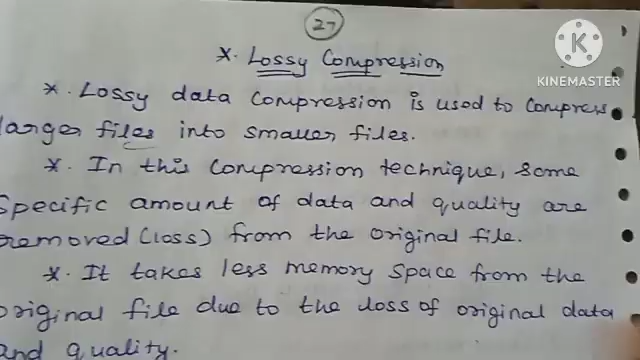 27
*. Lossy Compression
K
KINEMASTER
*. Lossy data Compression is used to Compress
larger files into smaller files.
*. In this Compression technique, some
specific amount of data and quality are
removed (loss) from the original file.
*. It takes less memory space from the
original file due to the loss of original data
and quality.